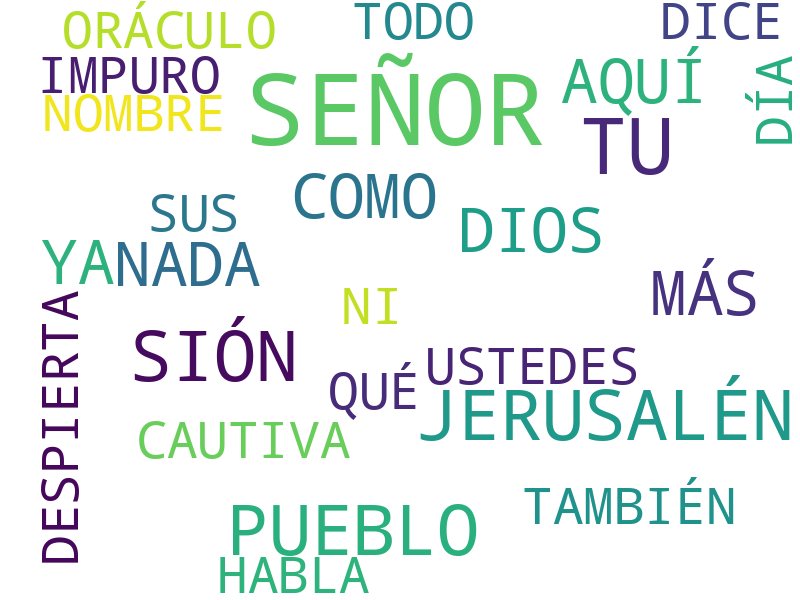 ORÁCULO
TODO
DICE
IMPURO
NOMBRE
SEÑOR
AQUÍ
DÍA
TU
COMO
SUS
DIOS
YA
NADA
MÁS
NI
DESPIERTA
SIÓN
USTEDES
QUÉ
JERUSALÉN
CAUTIVA
TAMBIÉN
PUEBLO
HABLA